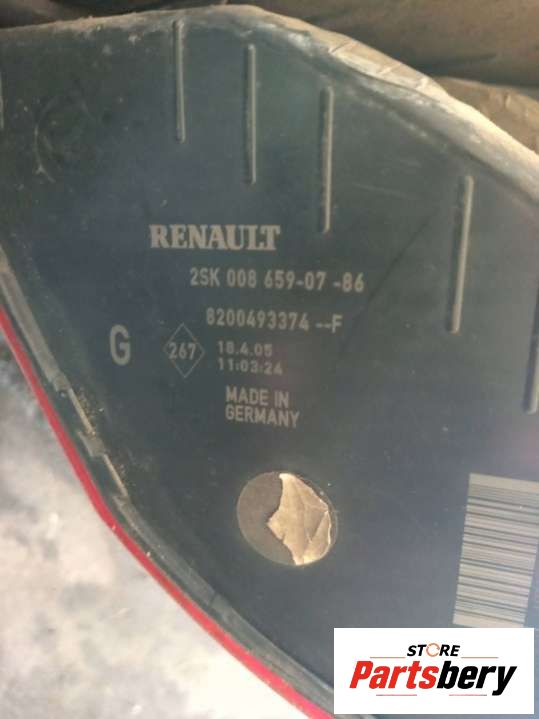 RENAULT
2SK 008 659-07 -86
8200493374--F
G
267
18.4.05
11:03:24
MADE IN
GERMANY
STORE
Partsbery